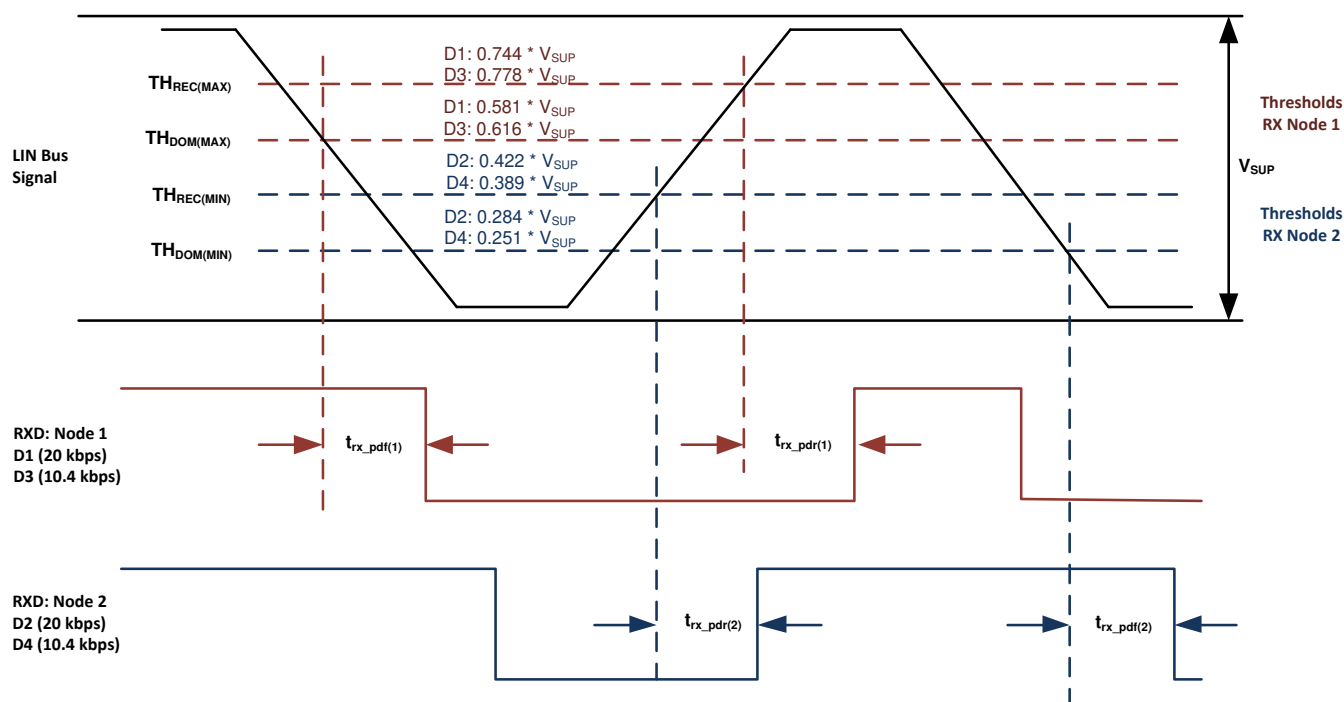 D1: 0.744 * VSUP
D3: 0.778 * VSUP
THREC(MAX)
D1: 0.581 * VSUP
D3: 0.616 * VSUP
THDOM(MAX)
Thresholds
RX Node 1
LIN Bus
Signal
D2: 0.422 * VSUP
D4: 0.389 * VSUP
THREC(MIN)
VSUP
D2: 0.284 * VSUP
D4: 0.251 * VSUP
THDOM(MIN)
Thresholds
RX Node 2
RXD: Node 1
D1 (20 kbps)
D3 (10.4 kbps)
trx_pdf(1)
trx_pdr(1)
RXD: Node 2
D2 (20 kbps)
D4 (10.4 kbps)
trx_pdr(2)
trx_pdf(2)